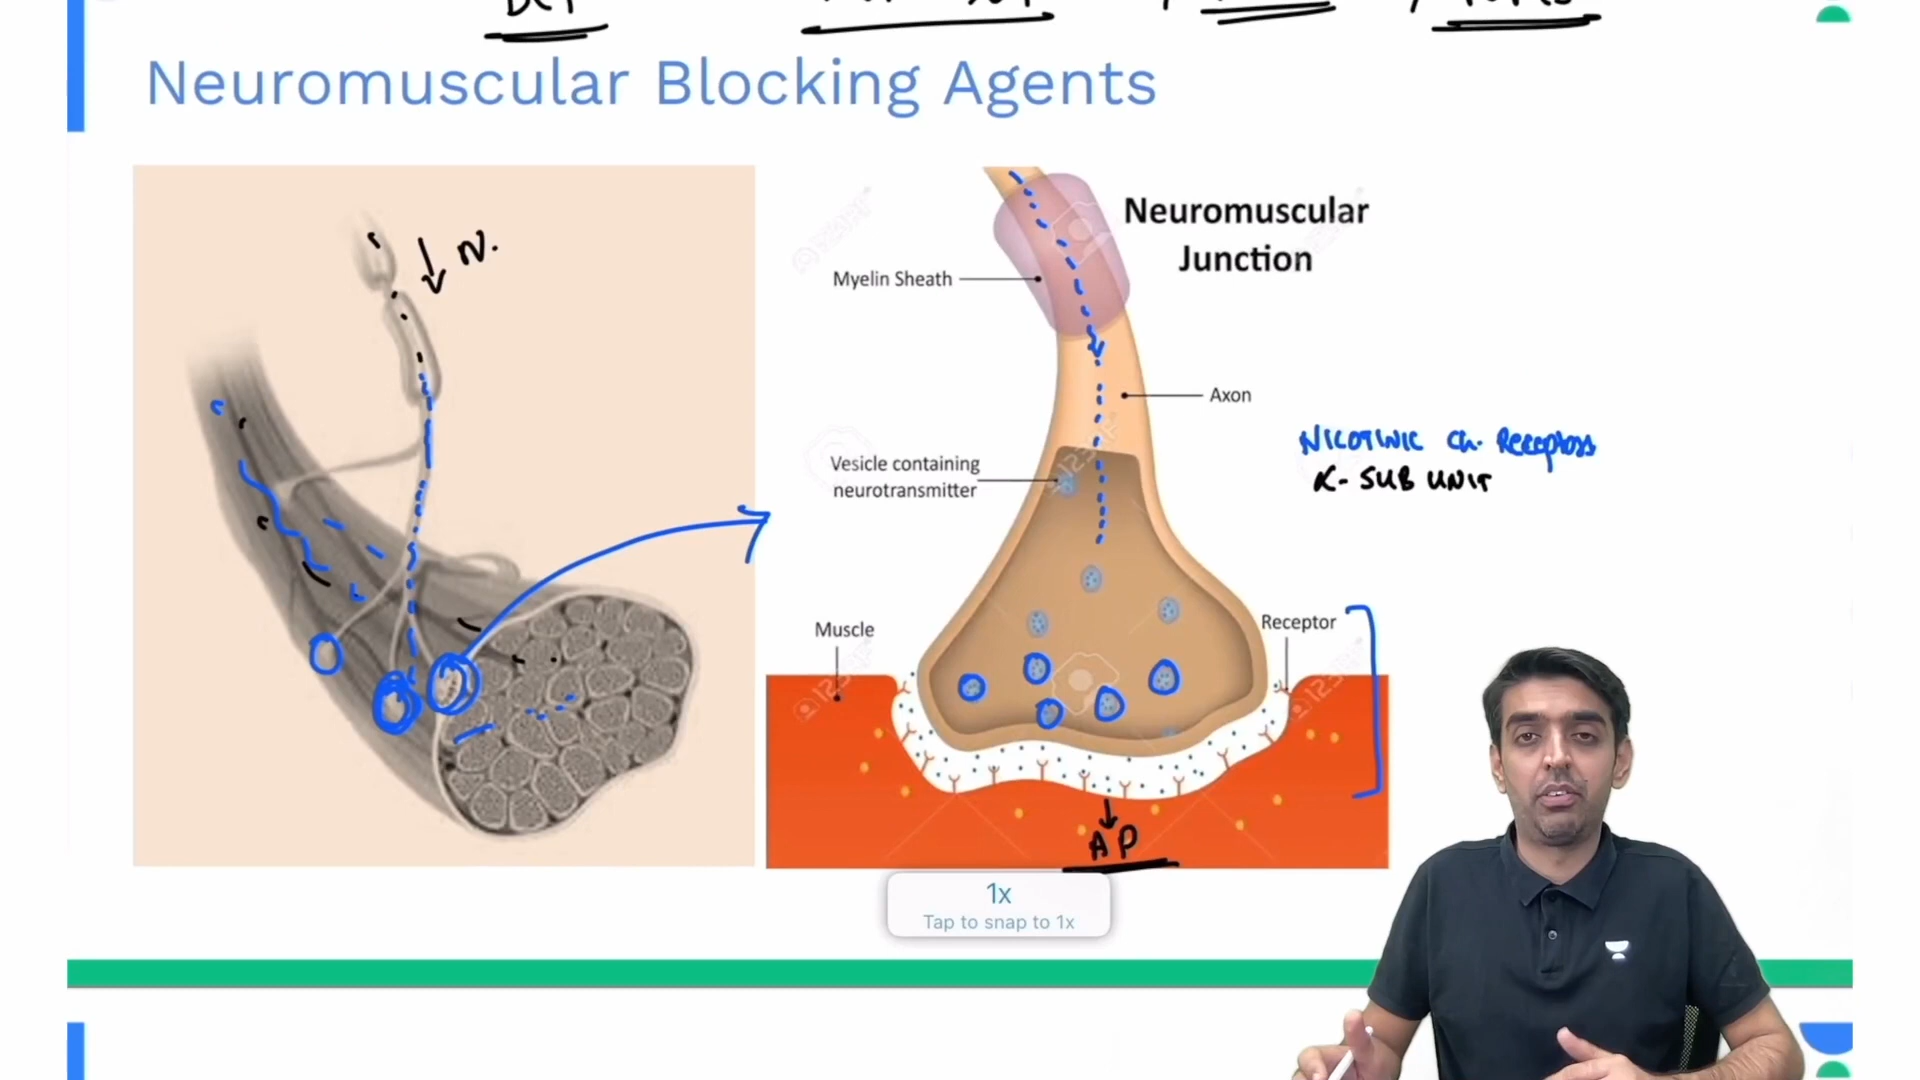 Neuromuscular Blocking Agents
N.
Neuromuscular
Junction
Myelin Sheath
Axon
NICOTINIC Ch. Receptors
α- SUB UNIT
Vesicle containing
neurotransmitter
Muscle
Receptor
AP
1x
Tap to snap to 1x